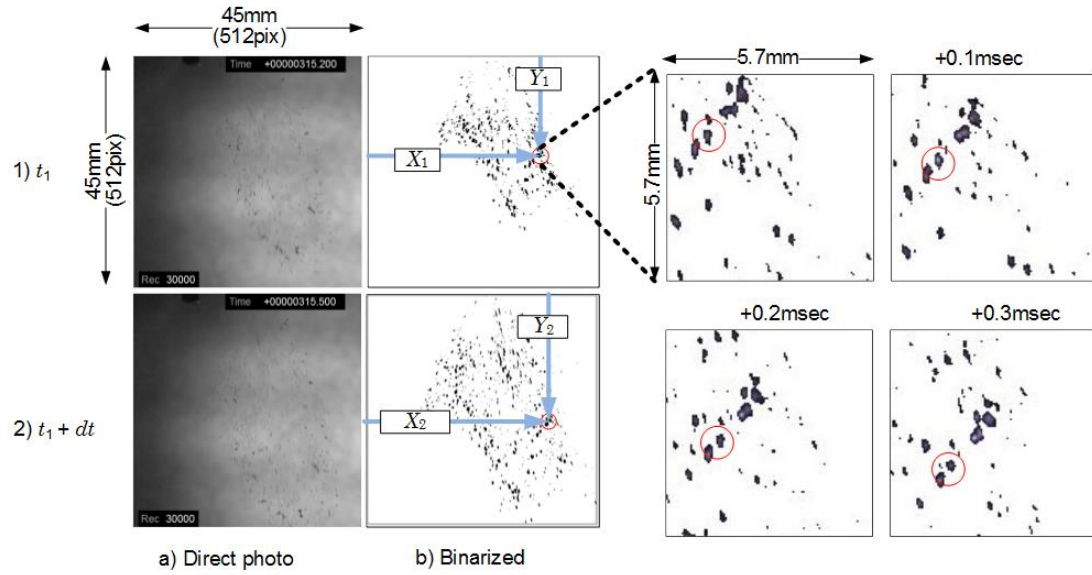 45mm
(512pix)
45mm
(512pix)
1) t₁
Time +00000315.200
Rec 30000
Y₁
X₁
5.7mm
5.7mm
+0.1msec
2) t₁ + dt
Time +00000315.500
Rec 30000
Y₂
X₂
+0.2msec
+0.3msec
a) Direct photo
b) Binarized